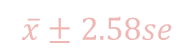 x̄ ± 2.58se